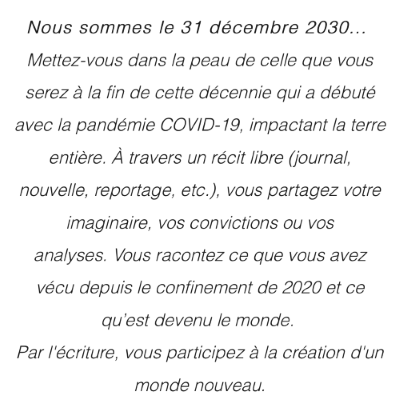 Nous sommes le 31 décembre 2030...
Mettez-vous dans la peau de celle que vous
serez à la fin de cette décennie qui a débuté
avec la pandémie COVID-19, impactant la terre
entière. À travers un récit libre (journal,
nouvelle, reportage, etc.), vous partagez votre
imaginaire, vos convictions ou vos
analyses. Vous racontez ce que vous avez
vécu depuis le confinement de 2020 et ce
qu’est devenu le monde.
Par l'écriture, vous participez à la création d'un
monde nouveau.